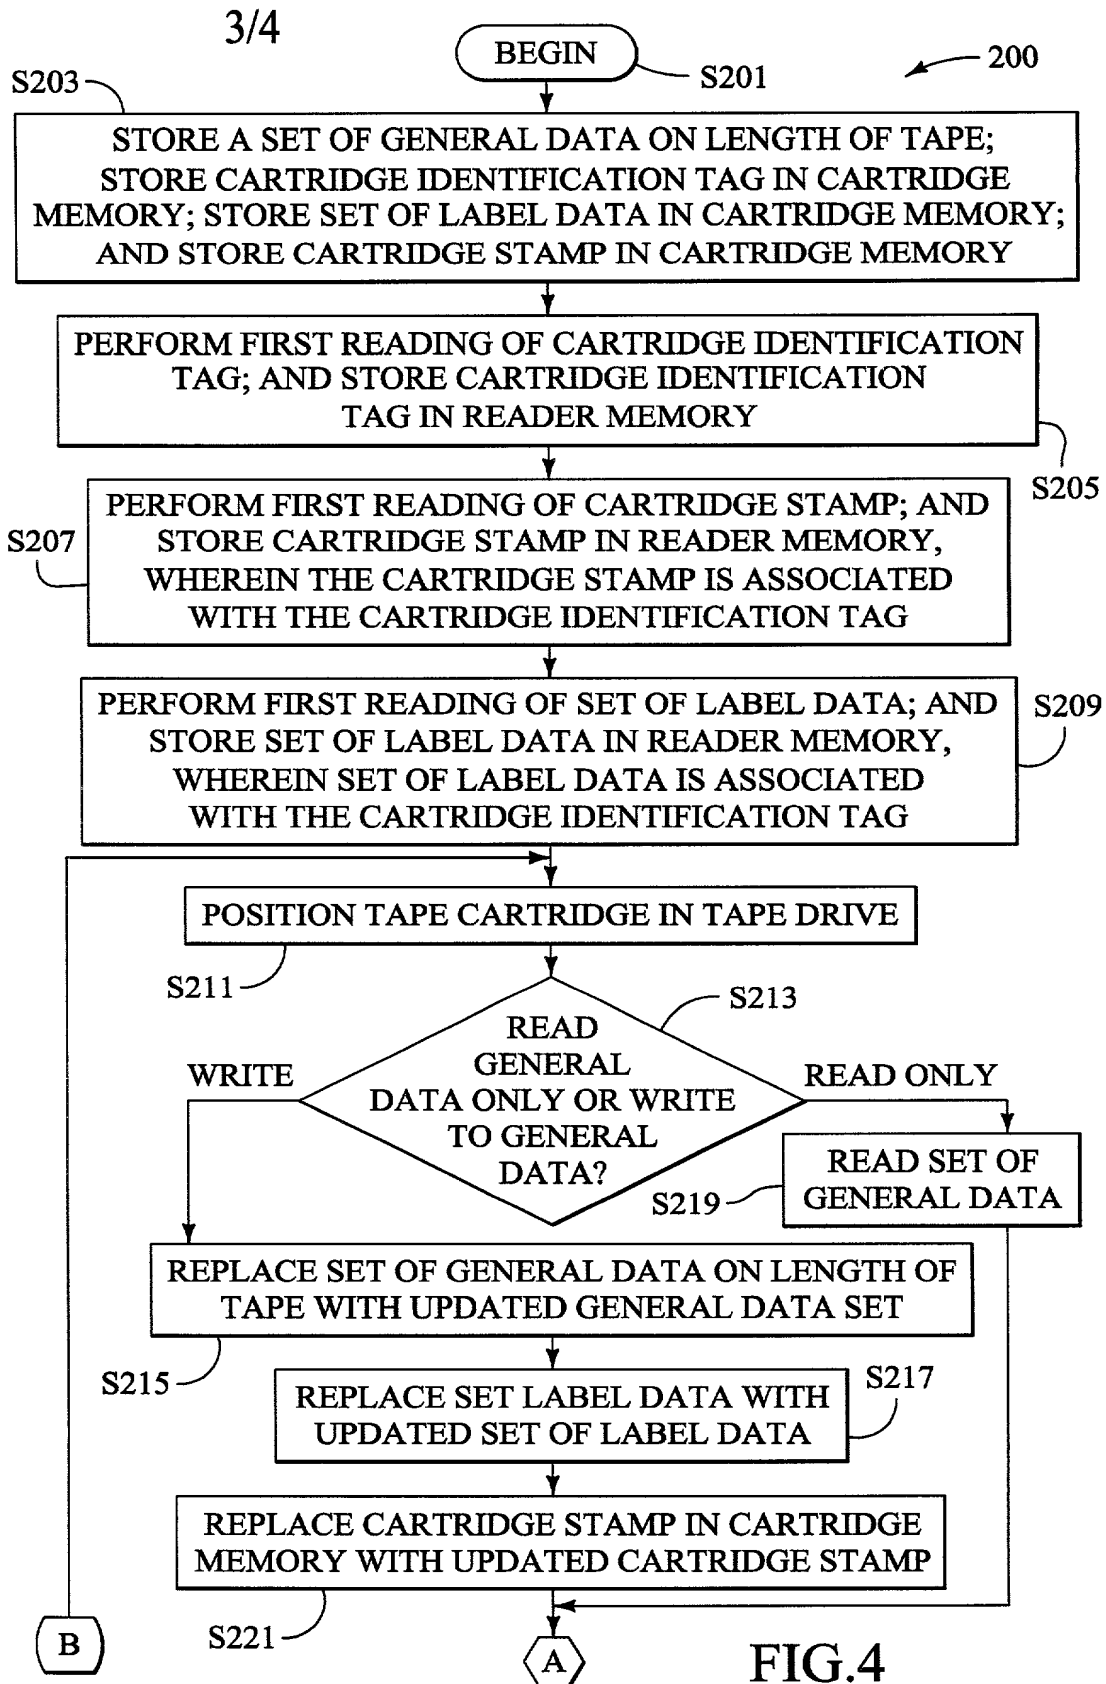 3/4
BEGIN
S201
200
S203
STORE A SET OF GENERAL DATA ON LENGTH OF TAPE;
STORE CARTRIDGE IDENTIFICATION TAG IN CARTRIDGE
MEMORY; STORE SET OF LABEL DATA IN CARTRIDGE MEMORY;
AND STORE CARTRIDGE STAMP IN CARTRIDGE MEMORY
PERFORM FIRST READING OF CARTRIDGE IDENTIFICATION
TAG; AND STORE CARTRIDGE IDENTIFICATION
TAG IN READER MEMORY
S205
PERFORM FIRST READING OF CARTRIDGE STAMP; AND
STORE CARTRIDGE STAMP IN READER MEMORY,
WHEREIN THE CARTRIDGE STAMP IS ASSOCIATED
WITH THE CARTRIDGE IDENTIFICATION TAG
S207
PERFORM FIRST READING OF SET OF LABEL DATA; AND
STORE SET OF LABEL DATA IN READER MEMORY,
WHEREIN SET OF LABEL DATA IS ASSOCIATED
WITH THE CARTRIDGE IDENTIFICATION TAG
S209
POSITION TAPE CARTRIDGE IN TAPE DRIVE
S211
S213
READ
GENERAL
DATA ONLY OR WRITE
TO GENERAL
DATA?
WRITE
READ ONLY
READ SET OF
GENERAL DATA
S219
REPLACE SET OF GENERAL DATA ON LENGTH OF
TAPE WITH UPDATED GENERAL DATA SET
S215
REPLACE SET LABEL DATA WITH
UPDATED SET OF LABEL DATA
S217
REPLACE CARTRIDGE STAMP IN CARTRIDGE
MEMORY WITH UPDATED CARTRIDGE STAMP
S221
B
A
FIG.4